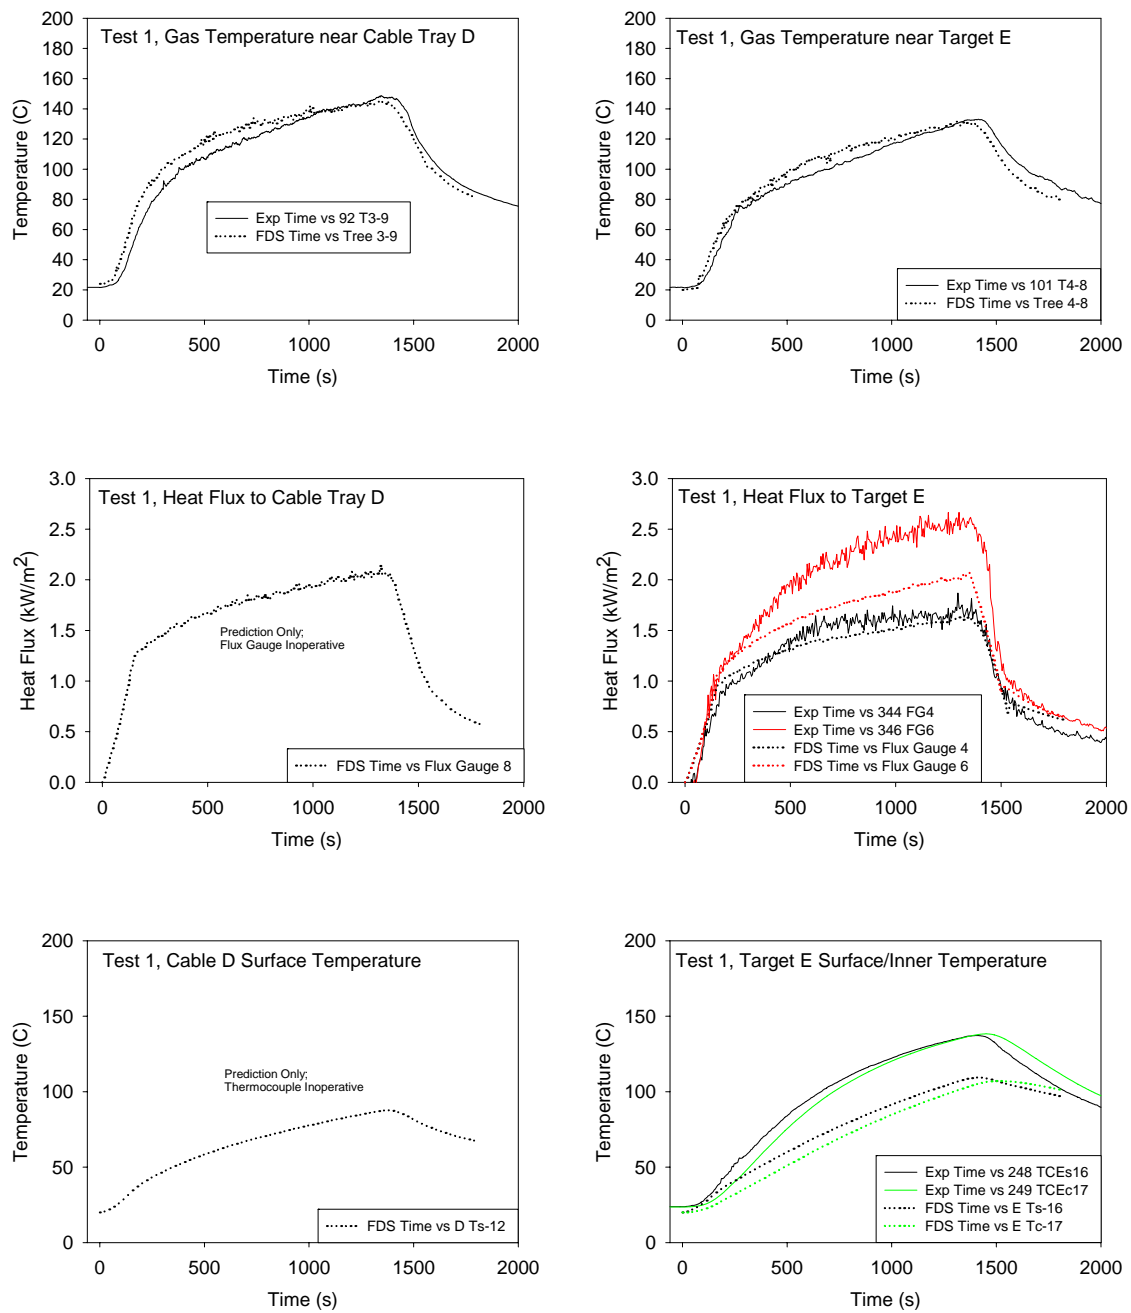 Test 1, Gas Temperature near Cable Tray D
Temperature (C)
200
180
160
140
120
100
80
60
40
20
0
Exp Time vs 92 T3-9
FDS Time vs Tree 3-9
0 500 1000 1500 2000
Time (s)
Test 1, Gas Temperature near Target E
Temperature (C)
200
180
160
140
120
100
80
60
40
20
0
Exp Time vs 101 T4-8
FDS Time vs Tree 4-8
0 500 1000 1500 2000
Time (s)
Test 1, Heat Flux to Cable Tray D
Heat Flux (kW/m²)
3.0
2.5
2.0
1.5
1.0
0.5
0.0
Prediction Only;
Flux Gauge Inoperative
FDS Time vs Flux Gauge 8
0 500 1000 1500 2000
Time (s)
Test 1, Heat Flux to Target E
Heat Flux (kW/m²)
3.0
2.5
2.0
1.5
1.0
0.5
0.0
Exp Time vs 344 FG4
Exp Time vs 346 FG6
FDS Time vs Flux Gauge 4
FDS Time vs Flux Gauge 6
0 500 1000 1500 2000
Time (s)
Test 1, Cable D Surface Temperature
Temperature (C)
200
150
100
50
0
Prediction Only;
Thermocouple Inoperative
FDS Time vs D Ts-12
0 500 1000 1500 2000
Time (s)
Test 1, Target E Surface/Inner Temperature
Temperature (C)
200
150
100
50
0
Exp Time vs 248 TCEs16
Exp Time vs 249 TCEc17
FDS Time vs E Ts-16
FDS Time vs E Tc-17
0 500 1000 1500 2000
Time (s)